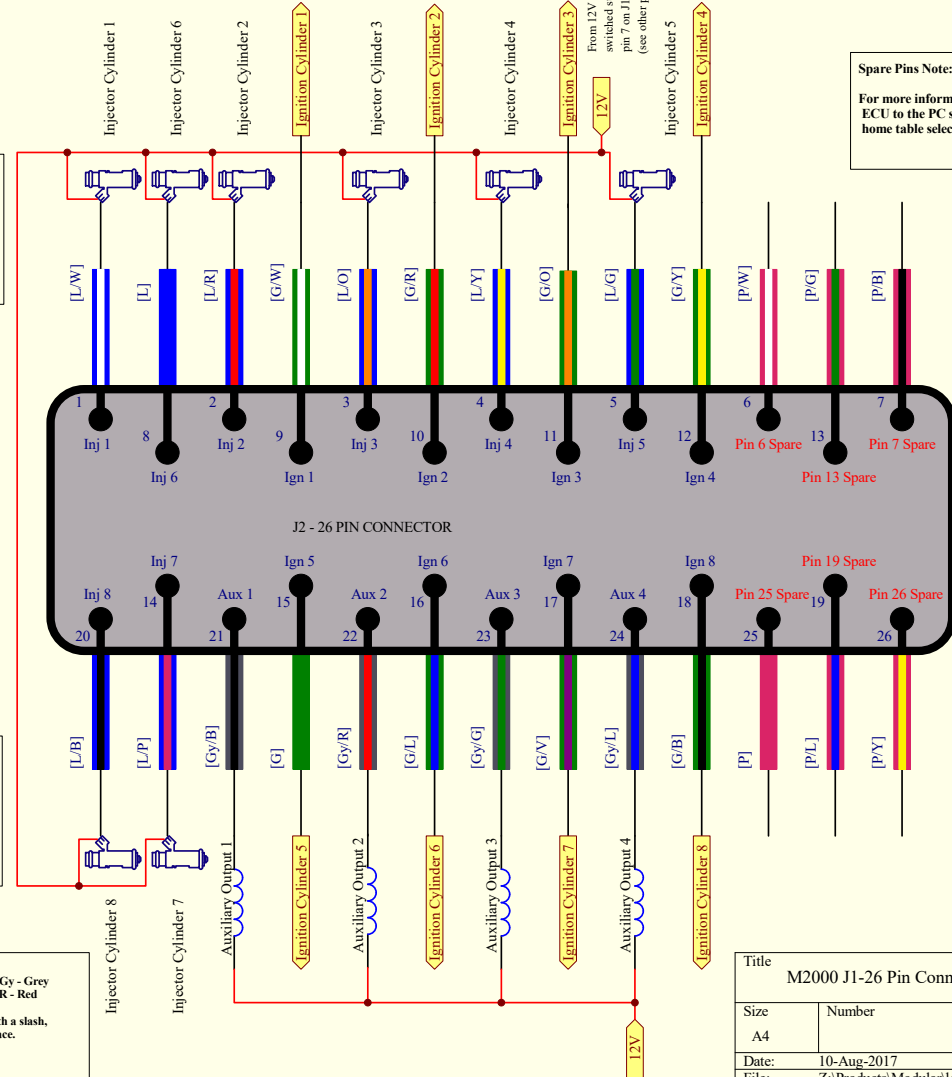 Injector Cylinder 1
Injector Cylinder 6
Injector Cylinder 2
Ignition Cylinder 1
Injector Cylinder 3
Ignition Cylinder 2
Injector Cylinder 4
Ignition Cylinder 3
From 12V
switched
pin 7 on J1
(see other
12V
Injector Cylinder 5
Ignition Cylinder 4
Spare Pins Note:
For more
ECU to the PC
home table
[L/W]
[L]
[L/R]
[G/W]
[L/O]
[G/R]
[L/Y]
[G/O]
[L/G]
[G/Y]
[P/W]
[P/G]
[P/B]
1
8
2
9
3
10
4
11
5
12
6
13
7
Inj 1
Inj 6
Inj 2
Ign 1
Inj 3
Ign 2
Inj 4
Ign 3
Inj 5
Ign 4
Pin 6 Spare
Pin 13 Spare
Pin 7 Spare
J2 - 26 PIN CONNECTOR
Inj 8
Inj 7
Aux 1
Ign 5
Aux 2
Ign 6
Aux 3
Ign 7
Aux 4
Ign 8
Pin 25 Spare
Pin 19 Spare
Pin 26 Spare
20
14
21
15
22
16
23
17
24
18
25
19
26
[L/B]
[L/P]
[Gy/B]
[G]
[Gy/R]
[G/L]
[Gy/G]
[G/V]
[Gy/L]
[G/B]
[P]
[P/L]
[P/Y]
Injector Cylinder 8
Injector Cylinder 7
Auxiliary Output 1
Ignition Cylinder 5
Auxiliary Output 2
Ignition Cylinder 6
Auxiliary Output 3
Ignition Cylinder 7
Auxiliary Output 4
Ignition Cylinder 8
12V
Gy - Grey
R - Red
a slash,
Title
M2000 J1-26 Pin
Size
Number
A4
Date:
10-Aug-2017